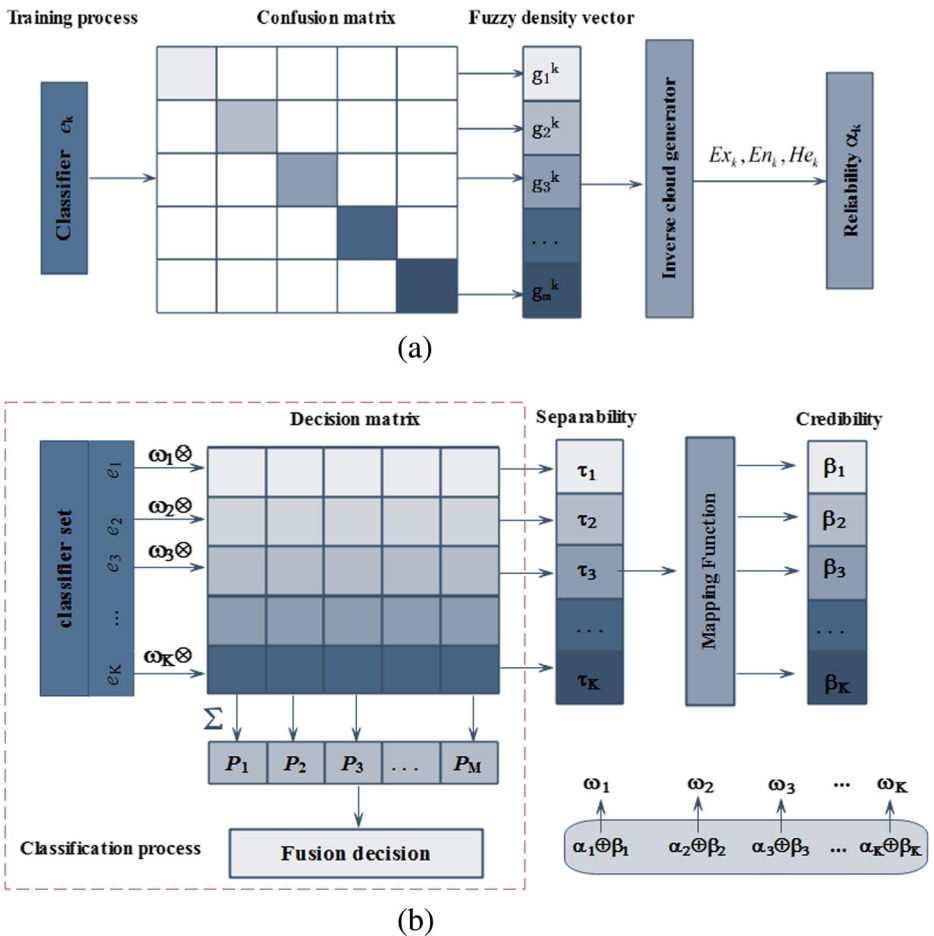 Training process
Confusion matrix
Fuzzy density vector
Classifier e_k
g_1^k
g_2^k
g_3^k
...
g_m^k
Inverse cloud generator
Ex_k, En_k, He_k
Reliability α_k
(a)
Decision matrix
Separability
Credibility
classifier set
e_1
e_2
e_3
...
e_K
ω_1⊗
ω_2⊗
ω_3⊗
ω_K⊗
τ_1
τ_2
τ_3
...
τ_K
Mapping Function
β_1
β_2
β_3
...
β_K
Σ
P_1 P_2 P_3 ... P_M
ω_1 ω_2 ω_3 ... ω_K
α_1⊕β_1 α_2⊕β_2 α_3⊕β_3 ... α_K⊕β_K
Classification process
Fusion decision
(b)